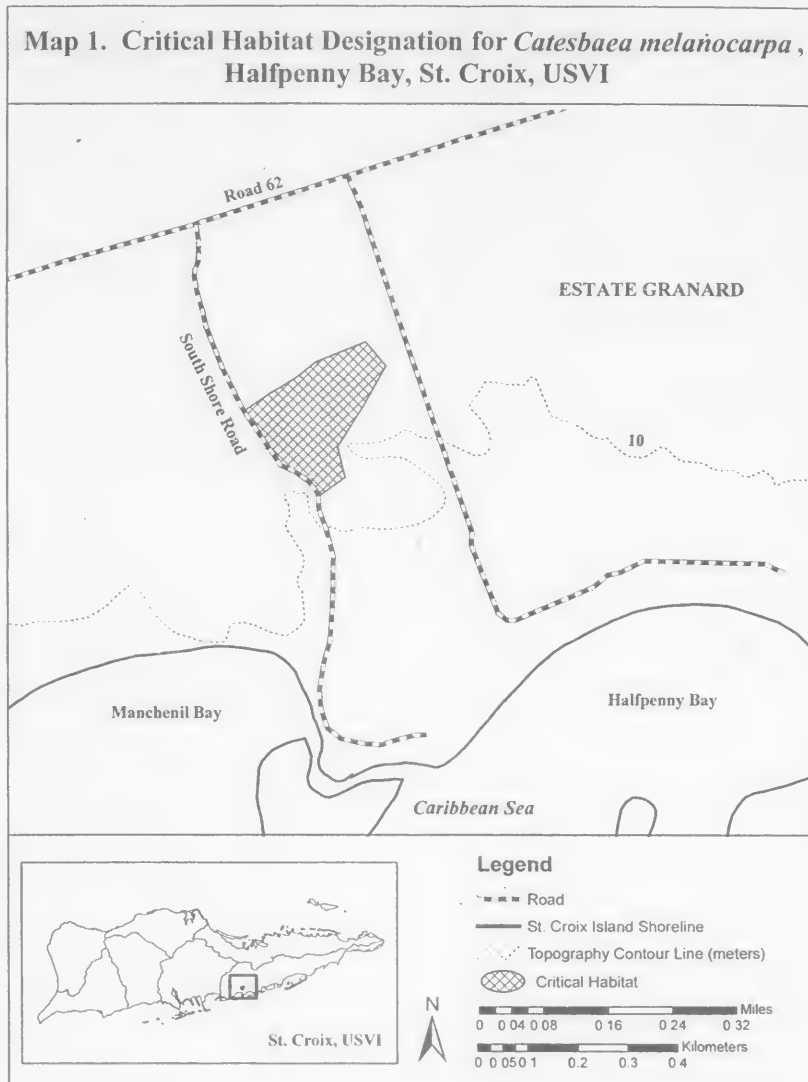 Map 1. Critical Habitat Designation for Catesbaea melanocarpa,
Halfpenny Bay, St. Croix, USVI
Road 62
ESTATE GRANARD
South Shore Road
10
Manchenil Bay
Halfpenny Bay
Caribbean Sea
St. Croix, USVI
N
Legend
Road
St. Croix Island Shoreline
Topography Contour Line (meters)
Critical Habitat
Miles
0 0 04 0 08 0 16 0 24 0 32
Kilometers
0 0 05 0 1 0.2 0.3 0 4